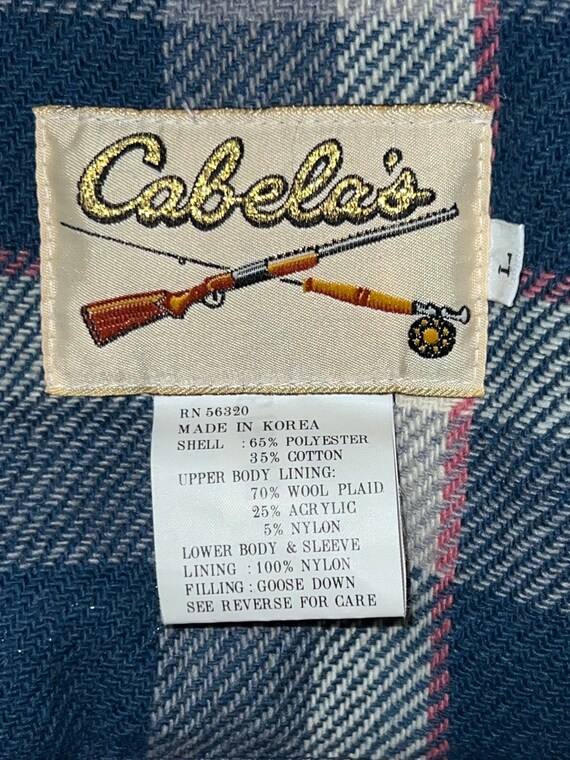 Cabela's
L
RN 56320
MADE IN KOREA
SHELL : 65% POLYESTER
35% COTTON
UPPER BODY LINING:
70% WOOL PLAID
25% ACRYLIC
5% NYLON
LOWER BODY & SLEEVE
LINING : 100% NYLON
FILLING : GOOSE DOWN
SEE REVERSE FOR CARE